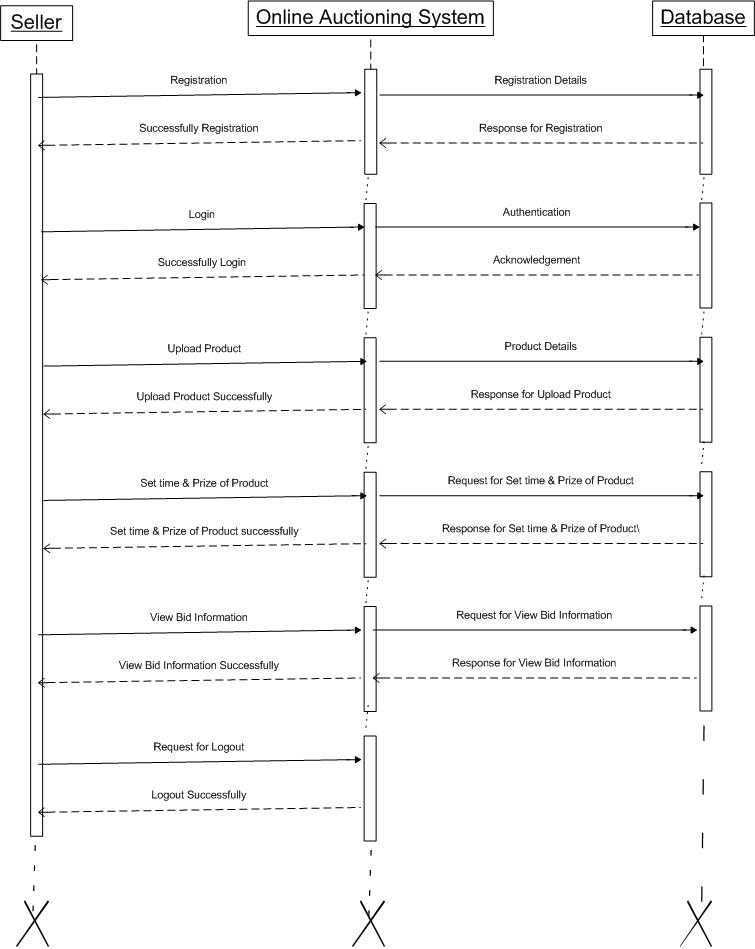 Seller
Online Auctioning System
Database
Registration
Registration Details
Successfully Registration
Response for Registration
Login
Authentication
Successfully Login
Acknowledgement
Upload Product
Product Details
Upload Product Successfully
Response for Upload Product
Set time & Prize of Product
Request for Set time & Prize of Product
Set time & Prize of Product successfully
Response for Set time & Prize of Product\
View Bid Information
Request for View Bid Information
View Bid Information Successfully
Response for View Bid Information
Request for Logout
Logout Successfully